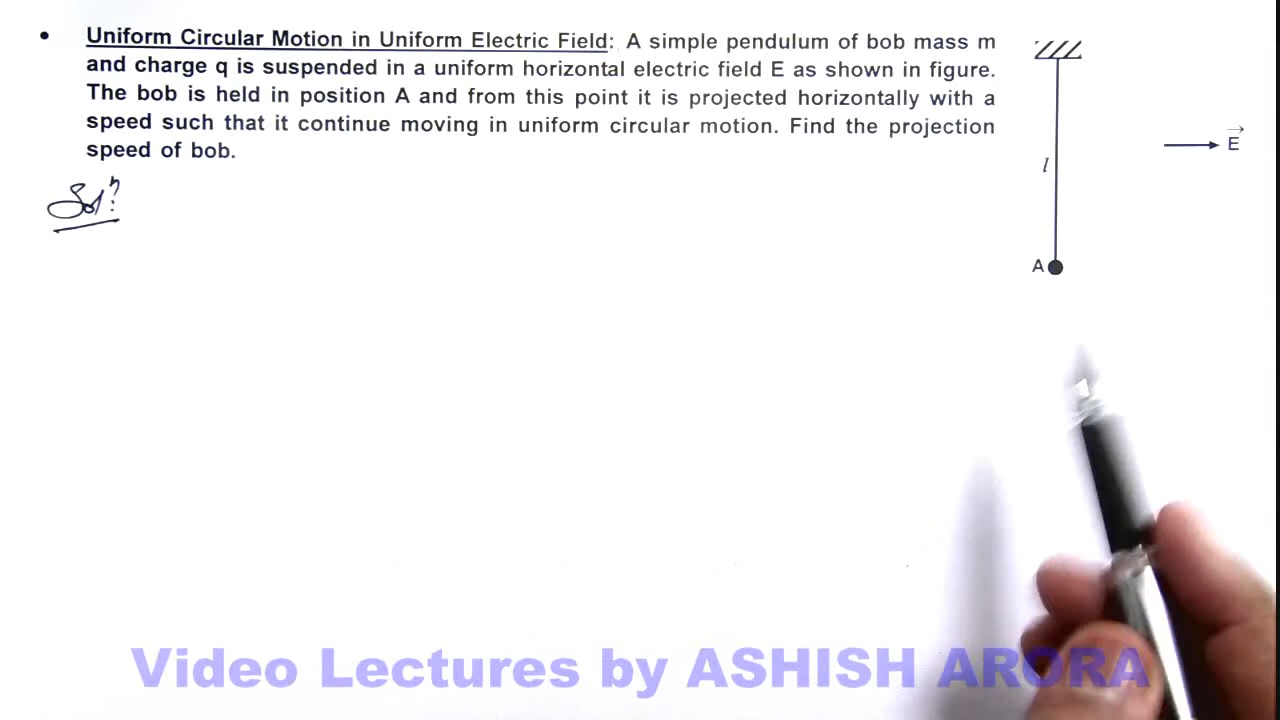 • Uniform Circular Motion in Uniform Electric Field: A simple pendulum of bob mass m
and charge q is suspended in a uniform horizontal electric field E as shown in figure.
The bob is held in position A and from this point it is projected horizontally with a
speed such that it continue moving in uniform circular motion. Find the projection
speed of bob.
E
l
Solⁿ:
A
Video Lectures by ASHISH ARORA